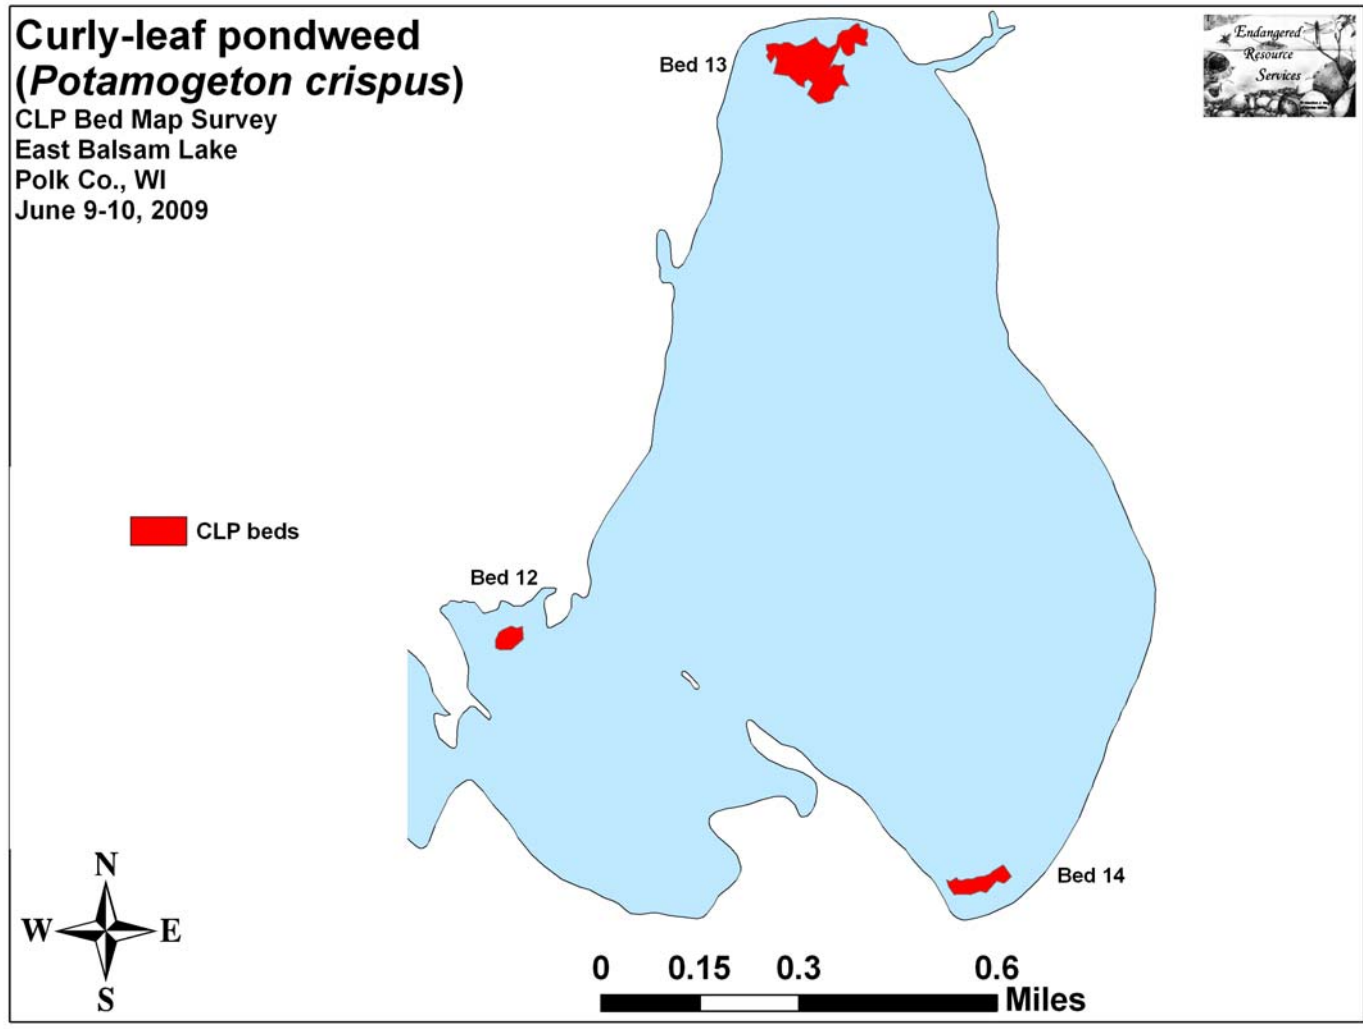 Curly-leaf pondweed
(Potamogeton crispus)
CLP Bed Map Survey
East Balsam Lake
Polk Co., WI
June 9-10, 2009
Endangered
Resource
Services
Bed 13
CLP beds
Bed 12
Bed 14
N
W E
S
0 0.15 0.3 0.6
Miles